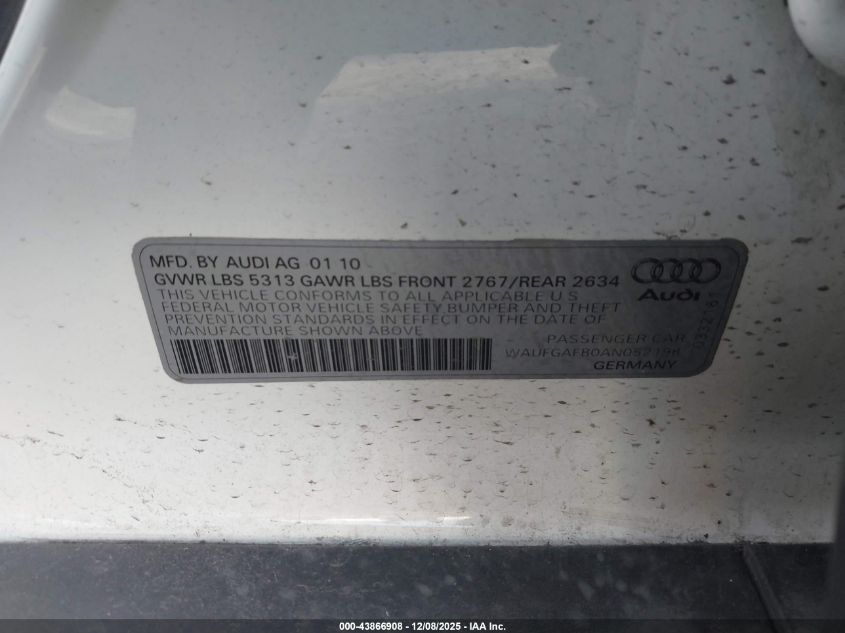 MFD. BY AUDI AG 01 10
GVWR LBS 5313 GAWR LBS FRONT 2767/REAR 2634
THIS VEHICLE CONFORMS TO ALL APPLICABLE U S
FEDERAL MOTOR VEHICLE SAFETY BUMPER AND THEFT
PREVENTION STANDARDS IN EFFECT ON THE DATE OF
MANUFACTURE SHOWN ABOVE
Audi
PASSENGER CAR
GERMANY
000-43866908 - 12/08/2025 - IAA Inc.